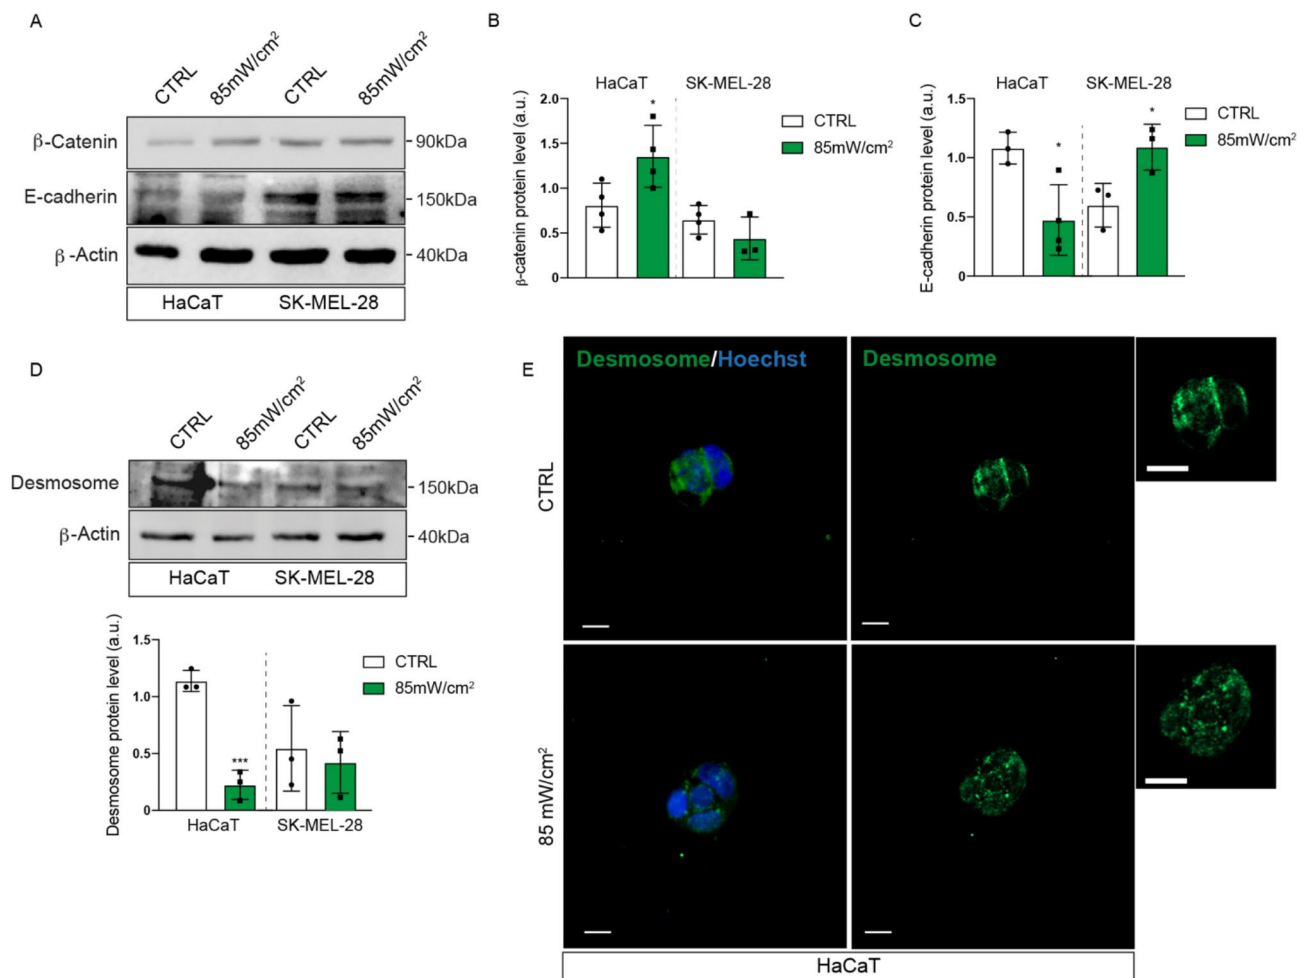 A
CTRL
85mW/cm²
CTRL
85mW/cm²
β-Catenin
90kDa
E-cadherin
150kDa
β-Actin
40kDa
HaCaT SK-MEL-28
B
HaCaT SK-MEL-28
β-catenin protein level (a.u.)
2.0
1.5
1.0
0.5
0
*
CTRL
85mW/cm²
C
HaCaT SK-MEL-28
E-cadherin protein level (a.u.)
1.5
1.0
0.5
0
*
*
CTRL
85mW/cm²
D
CTRL
85mW/cm²
CTRL
85mW/cm²
Desmosome
150kDa
β-Actin
40kDa
HaCaT SK-MEL-28
Desmosome protein level (a.u.)
1.5
1.0
0.5
0
***
CTRL
85mW/cm²
HaCaT SK-MEL-28
E
Desmosome/Hoechst
Desmosome
CTRL
85 mW/cm²
HaCaT